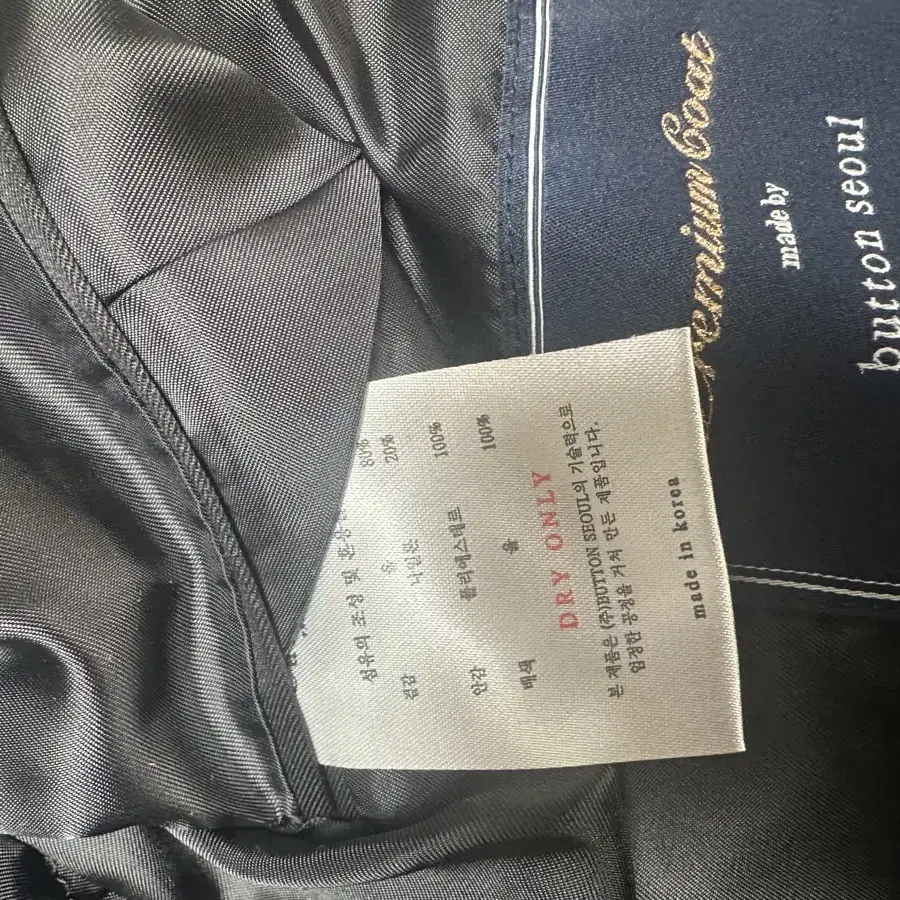 Premium Coat
made by
button seoul
섬유의 조성 및 혼용
겉감 울 80%
나일론 20%
안감 폴리에스테르 100%
배색 울 100%
DRY ONLY
본 제품은 (주)BUTTON SEOUL의 기술력으로
엄정한 공정을 거쳐 만든 제품입니다.
made in korea